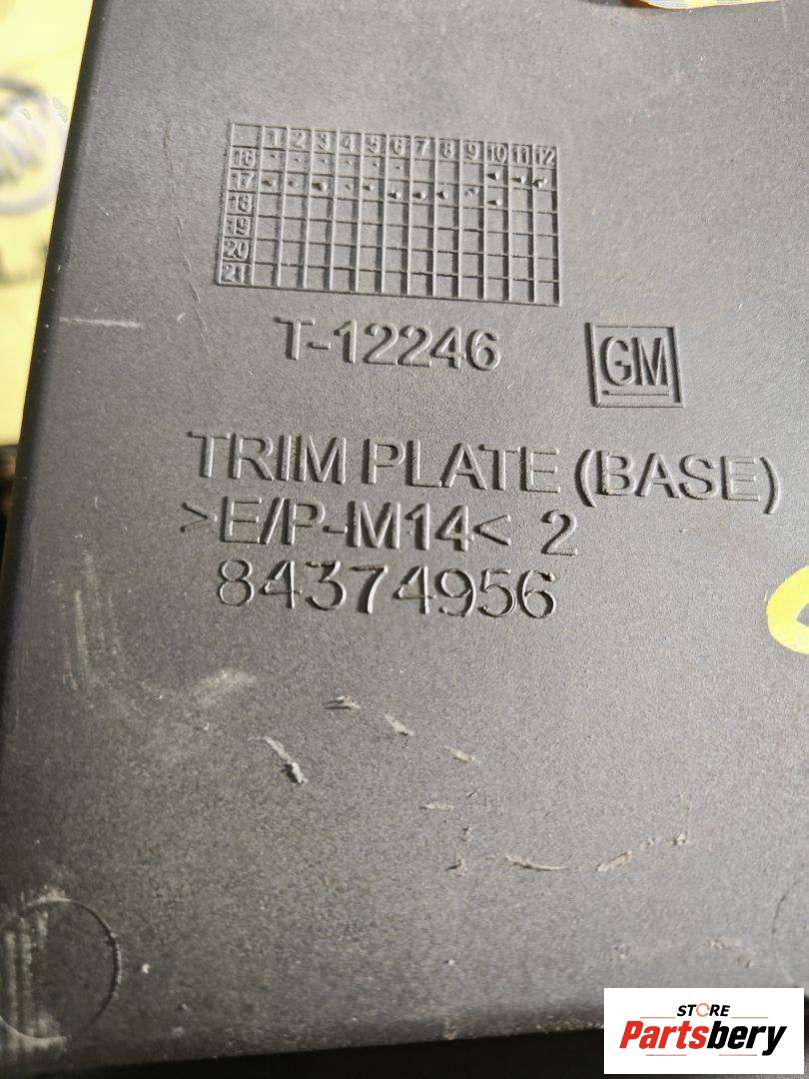 1 2 3 4 5 6 7 8 9 10 11 12
16
17
18
19
20
21
T-12246
GM
TRIM PLATE (BASE)
>E/P-M14< 2
84374956
STORE
Partsbery